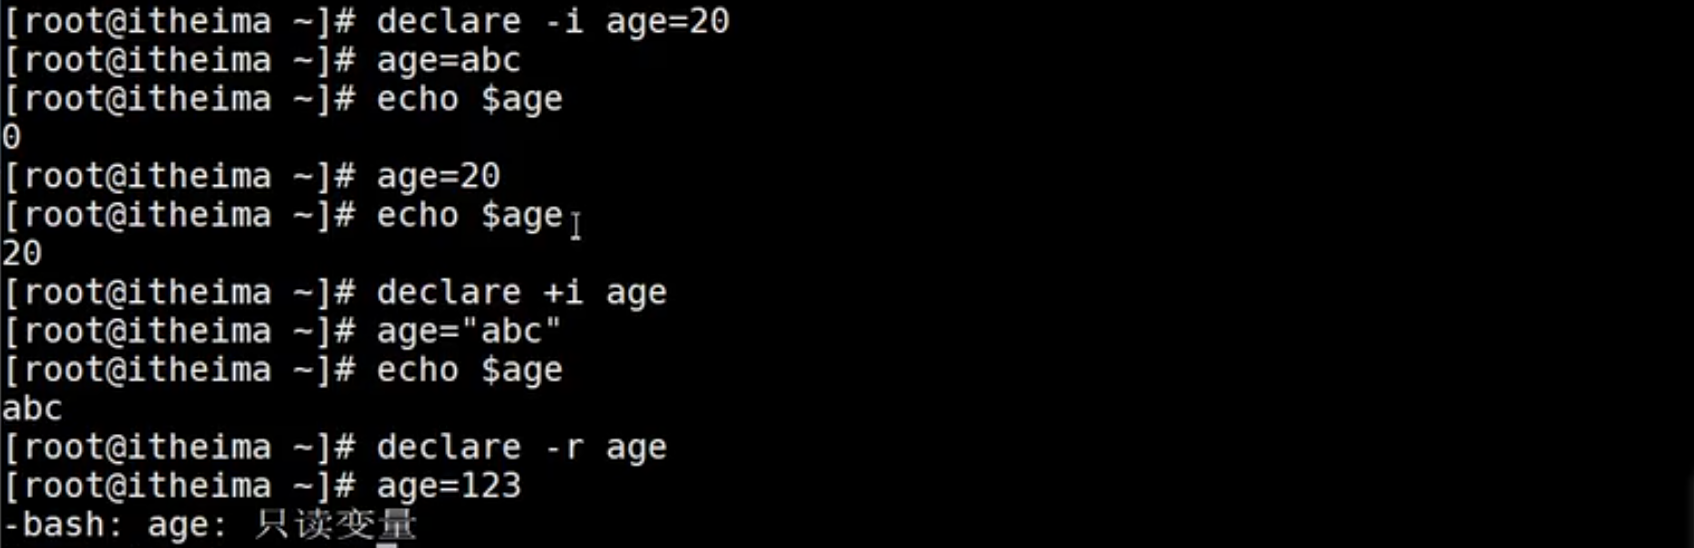 [root@itheima ~]# declare -i age=20
[root@itheima ~]# age=abc
[root@itheima ~]# echo $age
0
[root@itheima ~]# age=20
[root@itheima ~]# echo $age
20
[root@itheima ~]# declare +i age
[root@itheima ~]# age="abc"
[root@itheima ~]# echo $age
abc
[root@itheima ~]# declare -r age
[root@itheima ~]# age=123
-bash: age: 只读变量